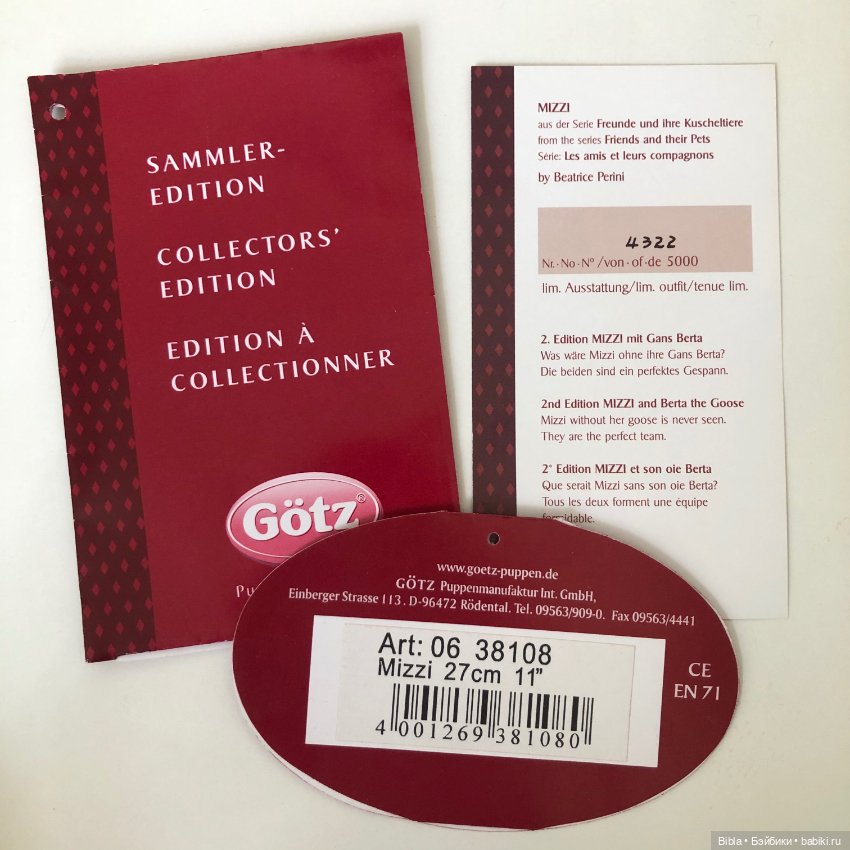 SAMMLER-
EDITION
COLLECTORS'
EDITION
EDITION À
COLLECTIONNER
Götz®
MIZZI
aus der Serie Freunde und ihre Kuscheltiere
from the series Friends and their Pets
Série: Les amis et leurs compagnons
by Beatrice Perini
4322
Nr.·No·Nº/von·of·de 5000
lim. Ausstattung/lim. outfit/tenue lim.
2. Edition MIZZI mit Gans Berta
Was wäre Mizzi ohne ihre Gans Berta?
Die beiden sind ein perfektes Gespann.
2nd Edition MIZZI and Berta the Goose
Mizzi without her goose is never seen.
They are the perfect team.
2° Edition MIZZI et son oie Berta
Que serait Mizzi sans son oie Berta?
Tous les deux forment une équipe
formidable.
www.goetz-puppen.de
GÖTZ Puppenmanufaktur Int. GmbH,
Einberger Strasse 113. D-96472 Rödental. Tel. 09563/909-0. Fax 09563/4441
Art: 06 38108
Mizzi 27cm 11"
4 001269 381080
CE
EN 71
Bibla • Бэйбики • babiki.ru